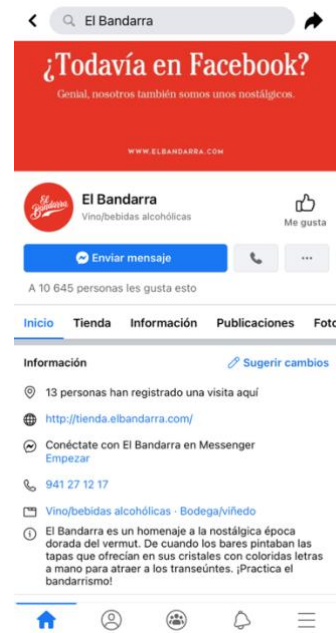 El Bandarra
¿Todavía en Facebook?
Genial, nosotros también somos unos nostálgicos.
WWW.ELBANDARRA.COM
El Bandarra
El Bandarra
Vino/bebidas alcohólicas
Me gusta
Enviar mensaje
A 10 645 personas les gusta esto
Inicio Tienda Información Publicaciones Foto
Información Sugerir cambios
13 personas han registrado una visita aquí
http://tienda.elbandarra.com/
Conéctate con El Bandarra en Messenger
Empezar
941 27 12 17
Vino/bebidas alcohólicas · Bodega/viñedo
El Bandarra es un homenaje a la nostálgica época
dorada del vermut. De cuando los bares pintaban las
tapas que ofrecían en sus cristales con coloridas letras
a mano para atraer a los transeúntes. ¡Practica el
bandarrismo!